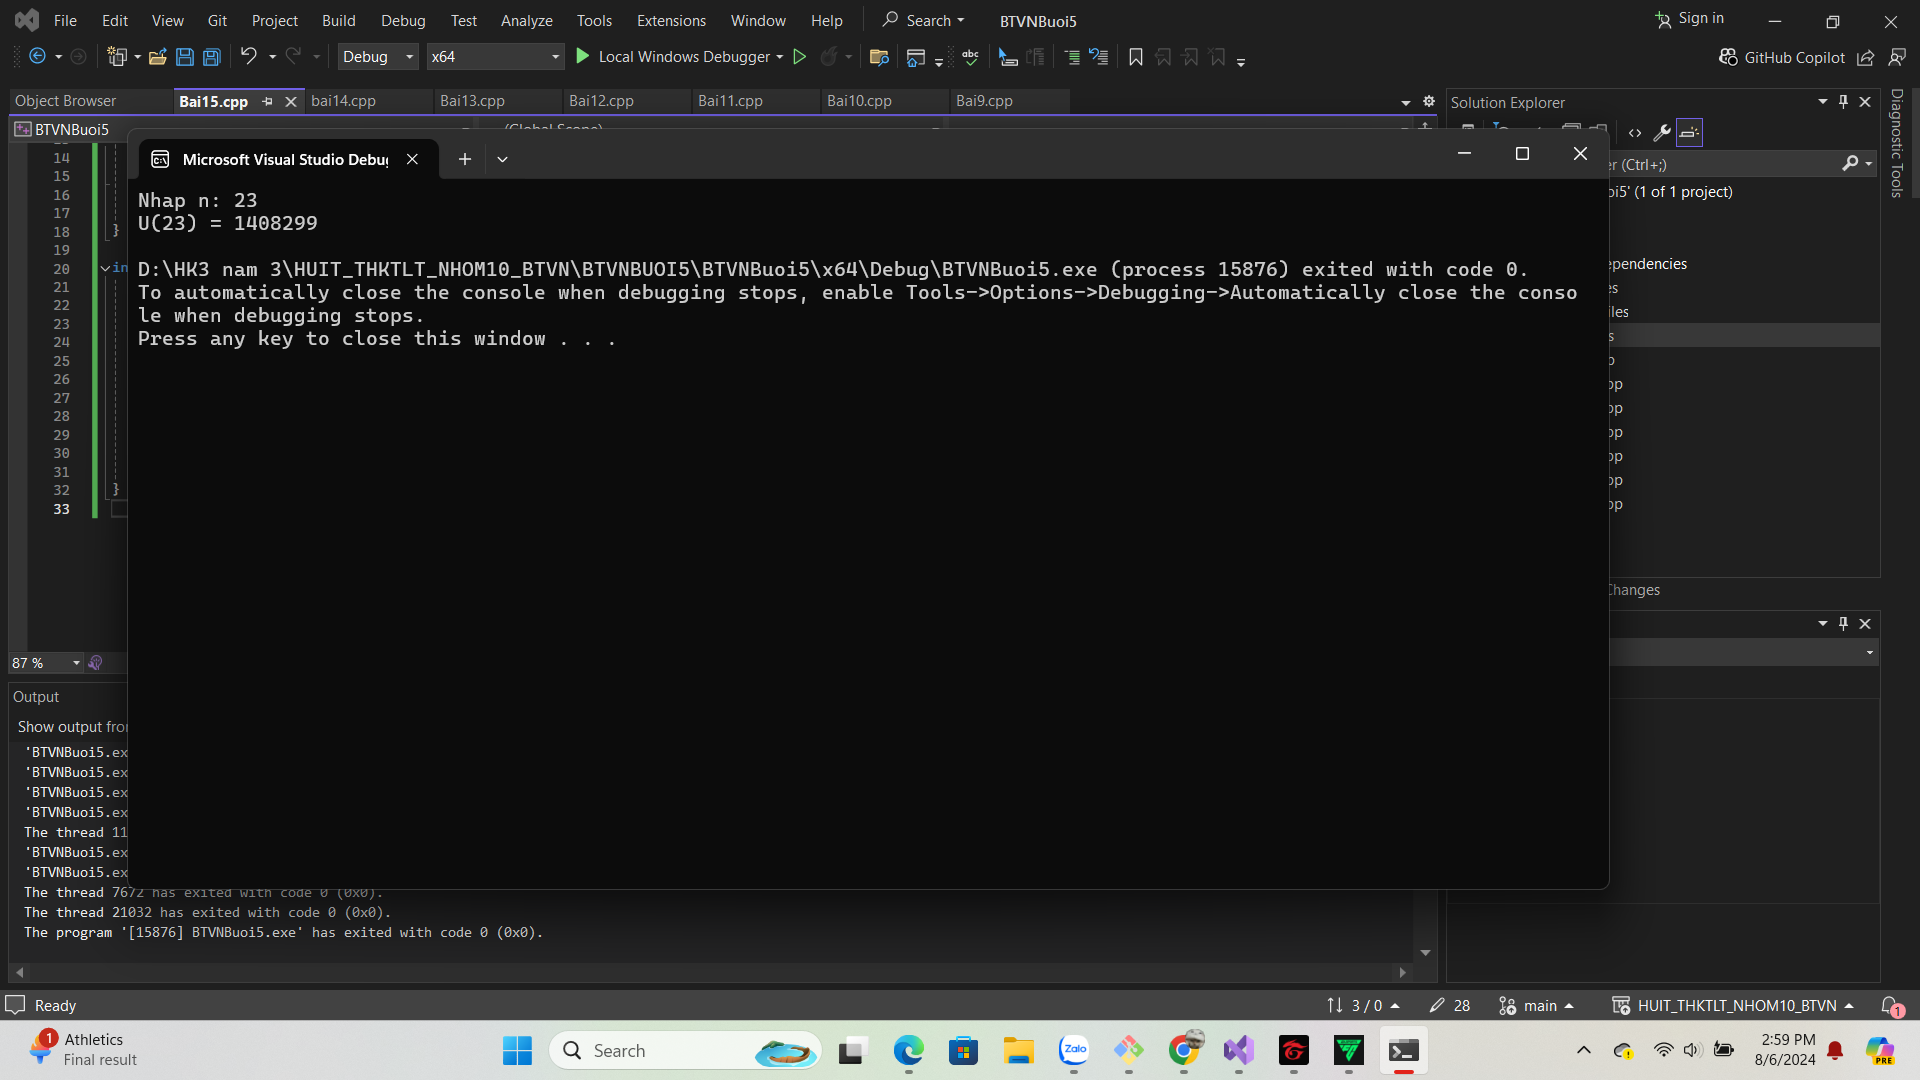 File Edit View Git Project Build Debug Test Analyze Tools Extensions Window Help Search BTVNBuoi5 Sign in
Debug x64 Local Windows Debugger GitHub Copilot
Object Browser Bai15.cpp bai14.cpp Bai13.cpp Bai12.cpp Bai11.cpp Bai10.cpp Bai9.cpp
Solution Explorer
Diagnostic Tools
BTVNBuoi5 (Global Scope)
Microsoft Visual Studio Debug
er (Ctrl+;)
oi5' (1 of 1 project)
ependencies
es
iles
s
p
pp
pp
pp
pp
pp
pp
Changes
14
15
16
17
18 }
19
20 in
21
22
23
24
25
26
27
28
29
30
31
32 }
33
Nhap n: 23
U(23) = 1408299
D:\HK3 nam 3\HUIT_THKTLT_NHOM10_BTVN\BTVNBUOI5\BTVNBuoi5\x64\Debug\BTVNBuoi5.exe (process 15876) exited with code 0.
To automatically close the console when debugging stops, enable Tools->Options->Debugging->Automatically close the conso
le when debugging stops.
Press any key to close this window . . .
87 %
Output
Show output fro
'BTVNBuoi5.ex
'BTVNBuoi5.ex
'BTVNBuoi5.ex
'BTVNBuoi5.ex
The thread 11
'BTVNBuoi5.ex
'BTVNBuoi5.ex
The thread 7672 has exited with code 0 (0x0).
The thread 21032 has exited with code 0 (0x0).
The program '[15876] BTVNBuoi5.exe' has exited with code 0 (0x0).
Ready 3 / 0 28 main HUIT_THKTLT_NHOM10_BTVN 1
1 Athletics
Final result
Search
Zalo
2:59 PM
8/6/2024
PRE